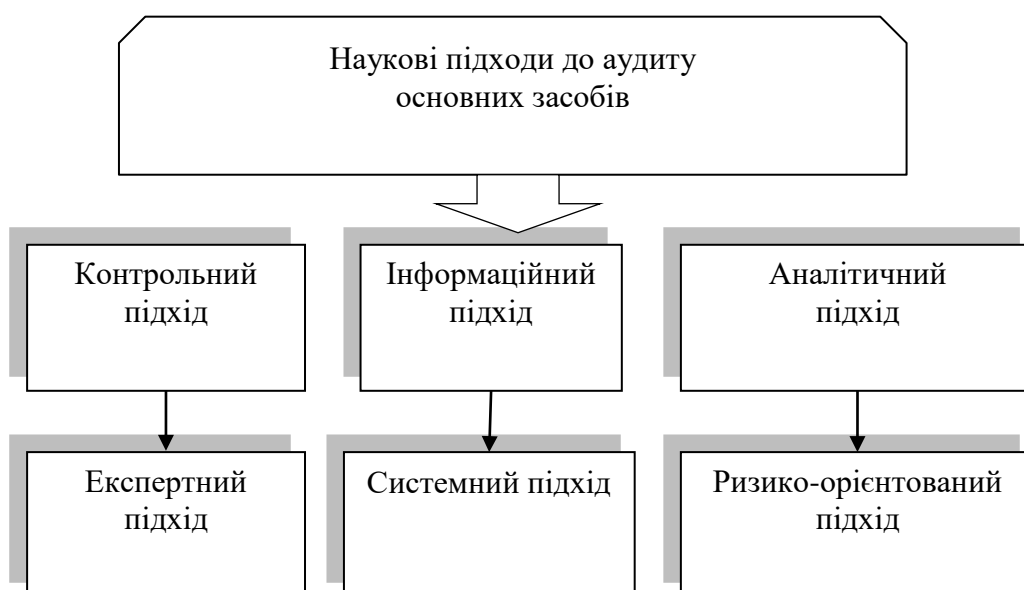 Наукові підходи до аудиту
основних засобів
Контрольний
підхід
Інформаційний
підхід
Аналітичний
підхід
Експертний
підхід
Системний підхід
Ризико-орієнтований
підхід